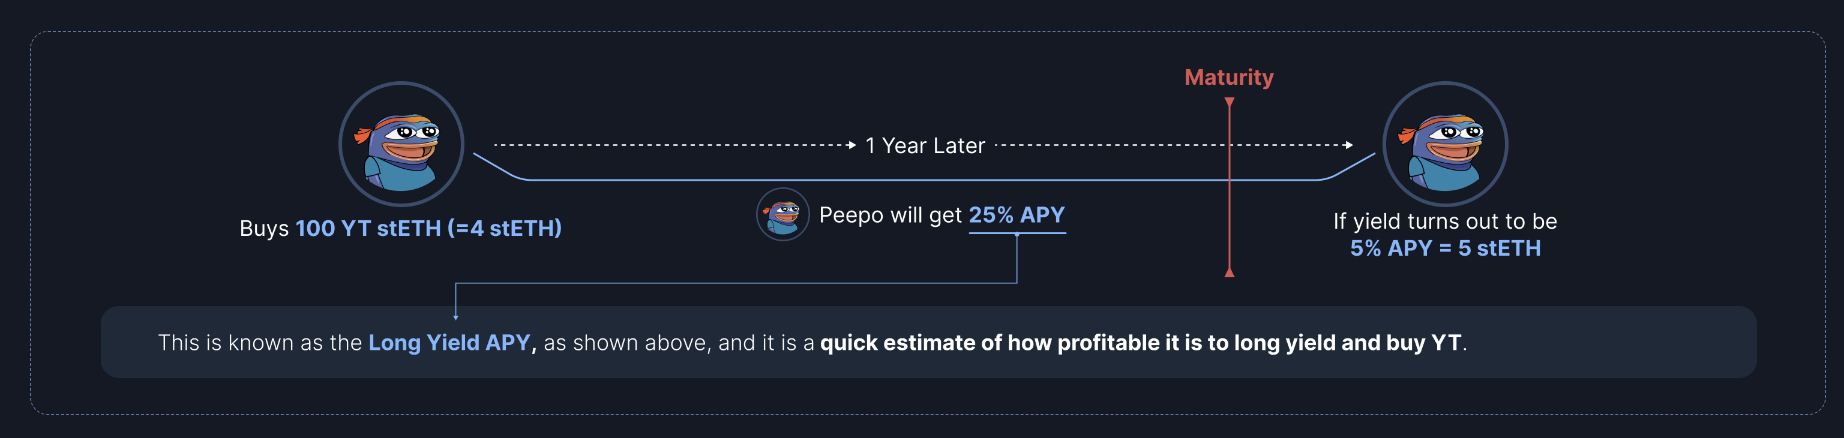 Maturity
1 Year Later
Buys 100 YT stETH (=4 stETH)
Peepo will get 25% APY
If yield turns out to be
5% APY = 5 stETH
This is known as the Long Yield APY, as shown above, and it is a quick estimate of how profitable it is to long yield and buy YT.